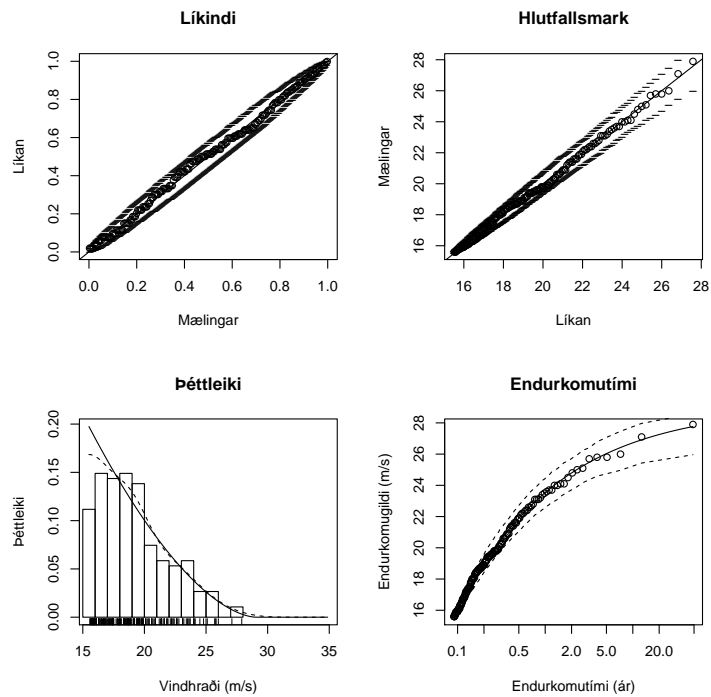 Líkindi
Líkan
0.0 0.2 0.4 0.6 0.8 1.0
0.0 0.2 0.4 0.6 0.8 1.0
Mælingar
Hlutfallsmark
Mælingar
16 18 20 22 24 26 28
16 18 20 22 24 26 28
Líkan
Þéttleiki
Þéttleiki
0.00 0.05 0.10 0.15 0.20
15 20 25 30 35
Vindhraði (m/s)
Endurkomutími
Endurkomugildi (m/s)
16 18 20 22 24 26 28
0.1 0.5 2.0 5.0 20.0
Endurkomutími (ár)